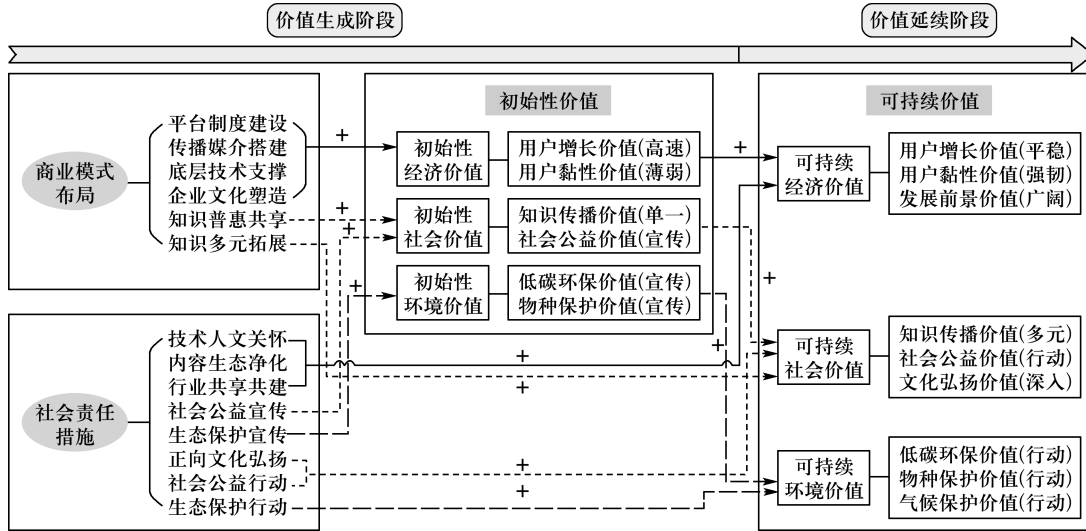 价值生成阶段
价值延续阶段
商业模式
布局
平台制度建设
传播媒介搭建
底层技术支撑
企业文化塑造
知识普惠共享
知识多元拓展
社会责任
措施
技术人文关怀
内容生态净化
行业共享共建
社会公益宣传
生态保护宣传
正向文化弘扬
社会公益行动
生态保护行动
初始性价值
初始性
经济价值
用户增长价值(高速)
用户黏性价值(薄弱)
初始性
社会价值
知识传播价值(单一)
社会公益价值(宣传)
初始性
环境价值
低碳环保价值(宣传)
物种保护价值(宣传)
+
+
+
+
+
+
+
+
+
+
+
可持续价值
可持续
经济价值
用户增长价值(平稳)
用户黏性价值(强韧)
发展前景价值(广阔)
可持续
社会价值
知识传播价值(多元)
社会公益价值(行动)
文化弘扬价值(深入)
可持续
环境价值
低碳环保价值(行动)
物种保护价值(行动)
气候保护价值(行动)